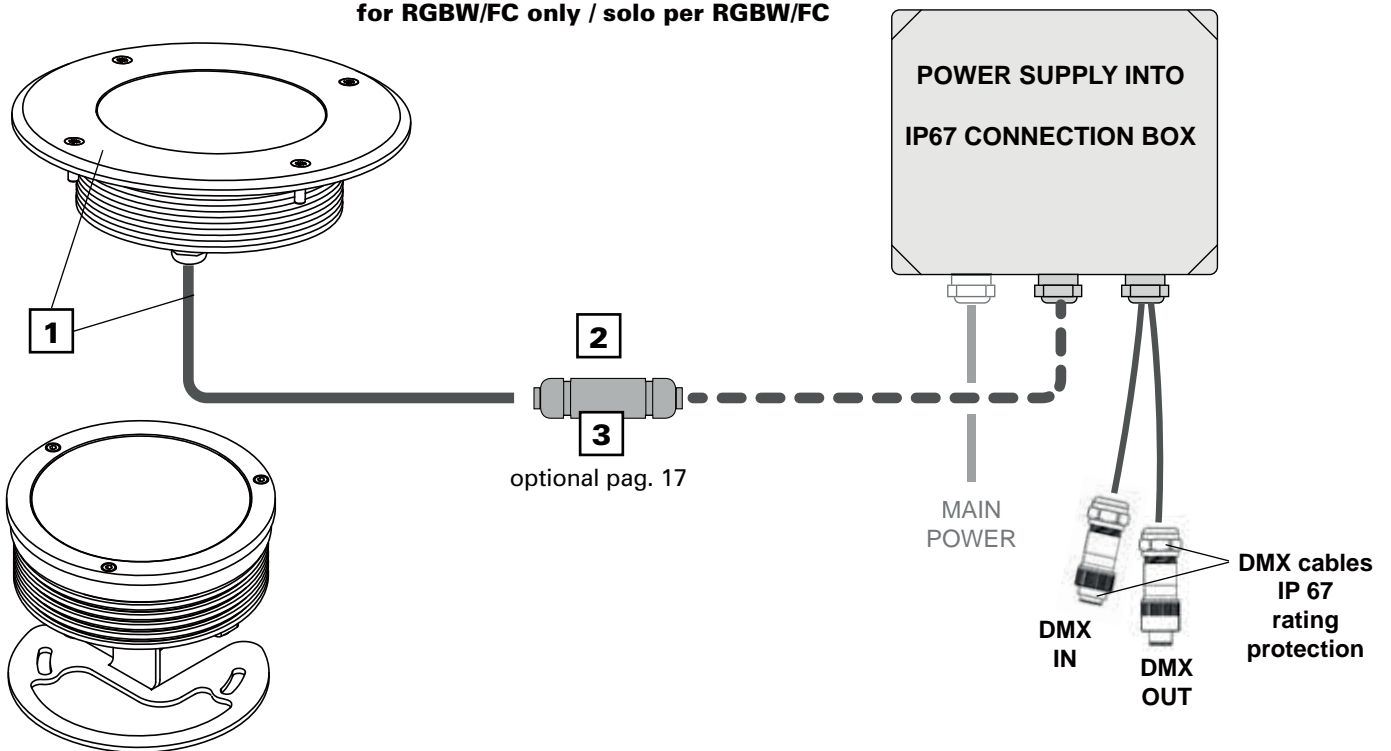 for RGBW/FC only / solo per RGBW/FC
POWER SUPPLY INTO
IP67 CONNECTION BOX
1
2
3
optional pag. 17
MAIN
POWER
DMX
IN
DMX
OUT
DMX cables
IP 67
rating
protection